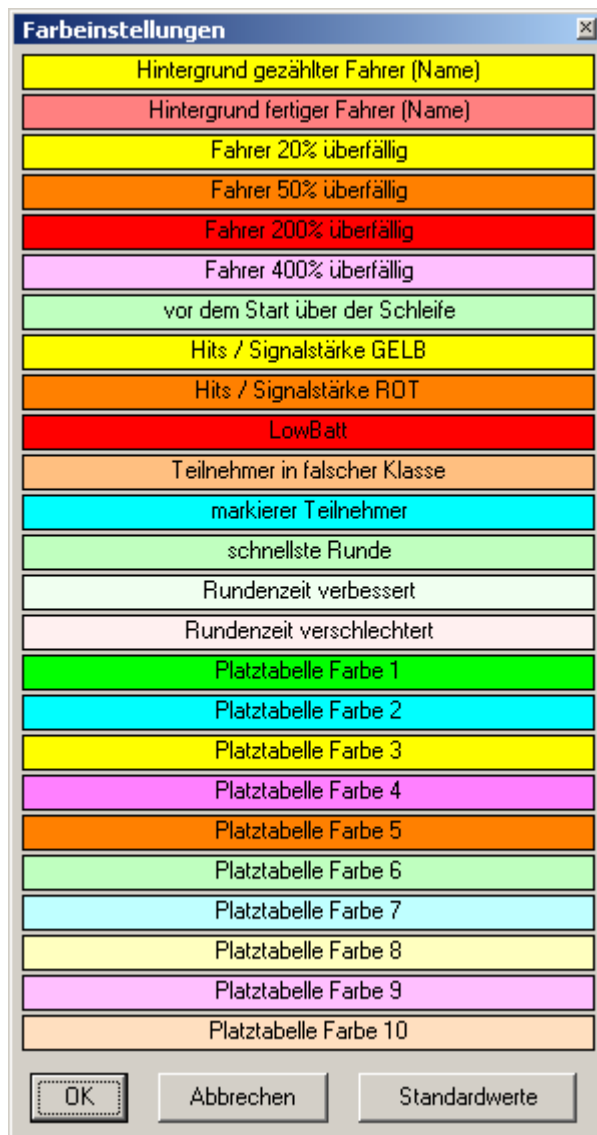 Farbeinstellungen
Hintergrund gezählter Fahrer (Name)
Hintergrund fertiger Fahrer (Name)
Fahrer 20% überfällig
Fahrer 50% überfällig
Fahrer 200% überfällig
Fahrer 400% überfällig
vor dem Start über der Schleife
Hits / Signalstärke GELB
Hits / Signalstärke ROT
LowBatt
Teilnehmer in falscher Klasse
markierer Teilnehmer
schnellste Runde
Rundenzeit verbessert
Rundenzeit verschlechtert
Platztabelle Farbe 1
Platztabelle Farbe 2
Platztabelle Farbe 3
Platztabelle Farbe 4
Platztabelle Farbe 5
Platztabelle Farbe 6
Platztabelle Farbe 7
Platztabelle Farbe 8
Platztabelle Farbe 9
Platztabelle Farbe 10
OK Abbrechen Standardwerte